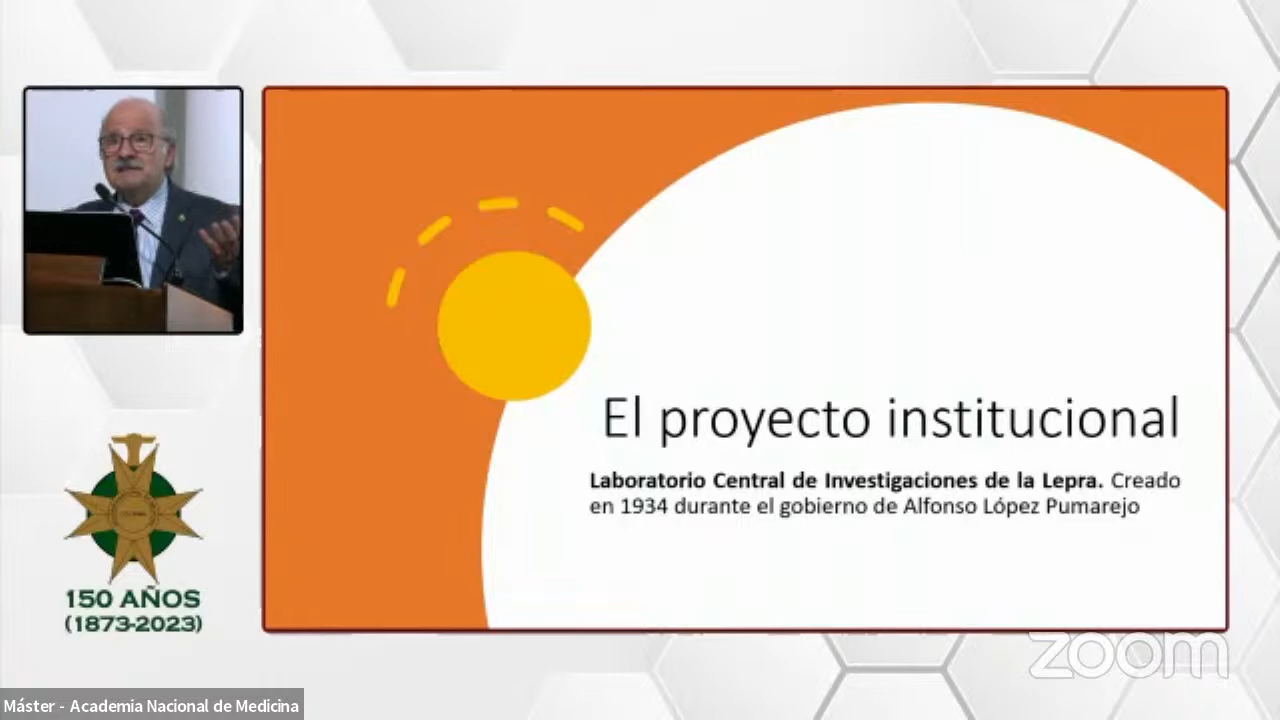 El proyecto institucional
Laboratorio Central de Investigaciones de la Lepra. Creado
en 1934 durante el gobierno de Alfonso López Pumarejo
150 AÑOS
(1873-2023)
zoom
Máster - Academia Nacional de Medicina